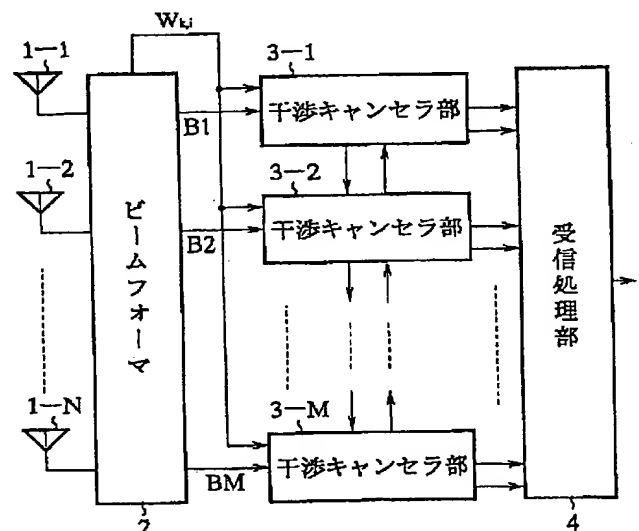 Wk,i
1—1
3—1
干渉キャンセラ部
B1
1—2
3—2
干渉キャンセラ部
B2
ビームフォーマ
受信処理部
1—N
3—M
干渉キャンセラ部
BM
2
4